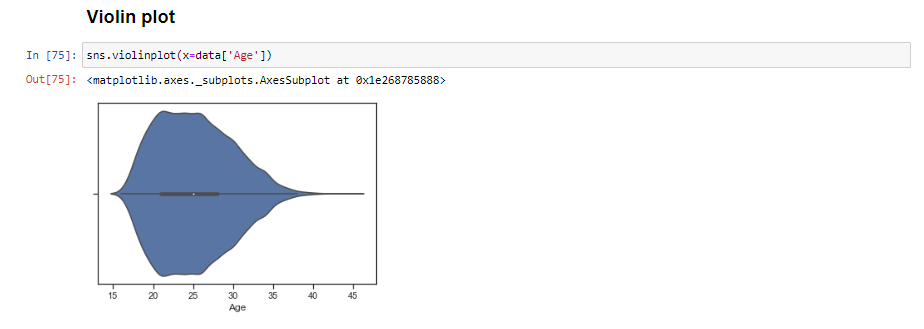 Violin plot
In [75]: sns.violinplot(x=data['Age'])
Out[75]: <matplotlib.axes._subplots.AxesSubplot at 0x1e268785888>
15 20 25 30 35 40 45
Age